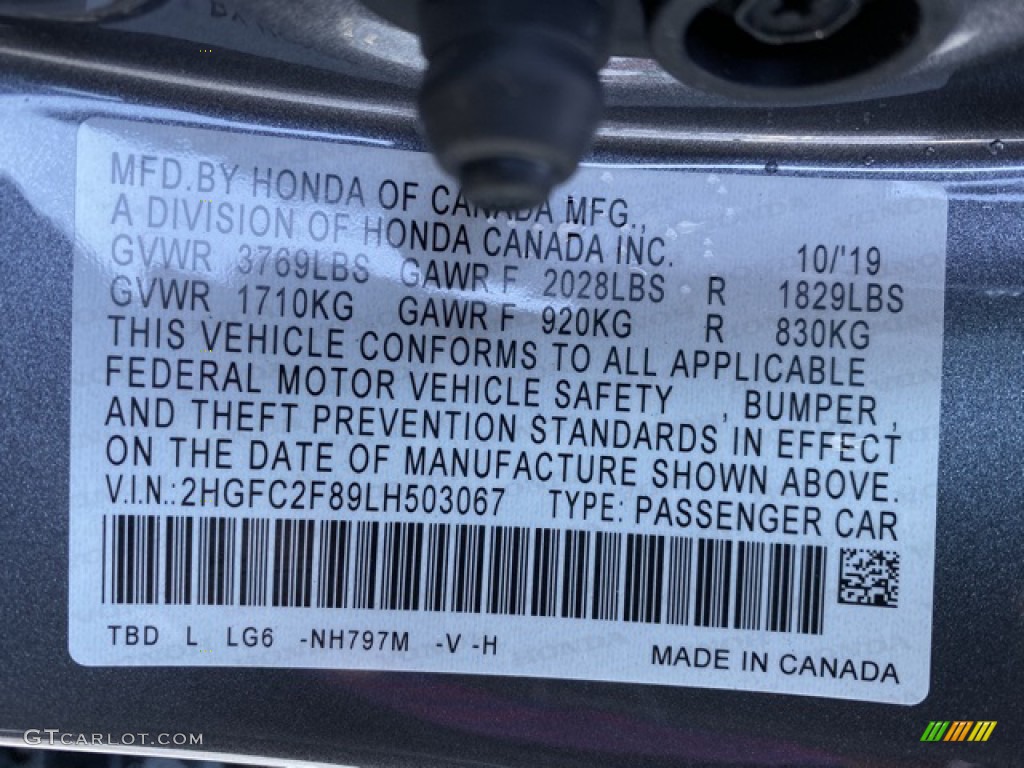 MFD.BY HONDA OF CANADA MFG.,
A DIVISION OF HONDA CANADA INC. 10/'19
GVWR 3769LBS GAWR F 2028LBS R 1829LBS
GVWR 1710KG GAWR F 920KG R 830KG
THIS VEHICLE CONFORMS TO ALL APPLICABLE
FEDERAL MOTOR VEHICLE SAFETY , BUMPER ,
AND THEFT PREVENTION STANDARDS IN EFFECT
ON THE DATE OF MANUFACTURE SHOWN ABOVE.
V.I.N.:2HGFC2F89LH503067 TYPE: PASSENGER CAR
TBD L LG6 -NH797M -V -H
MADE IN CANADA
GTCARLOT.COM